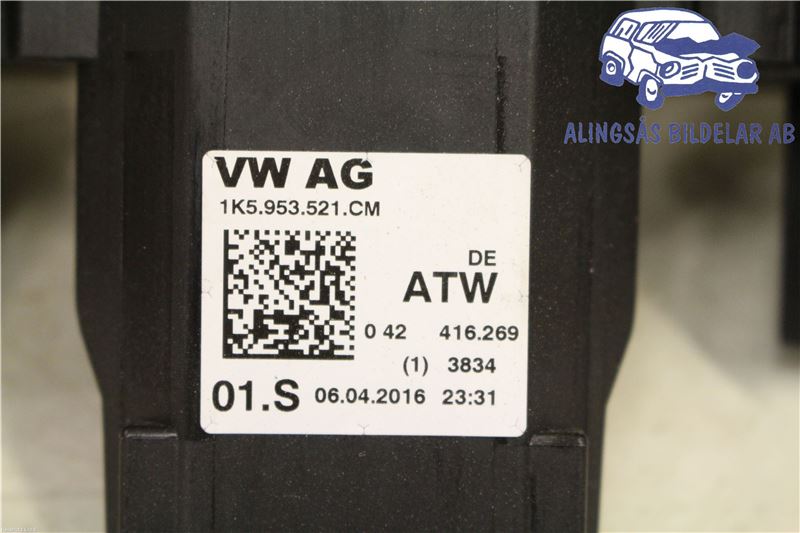 ALINGSÅS BILDELAR AB
VW AG
1K5.953.521.CM
DE
ATW
0 42 416.269
(1) 3834
01.S 06.04.2016 23:31